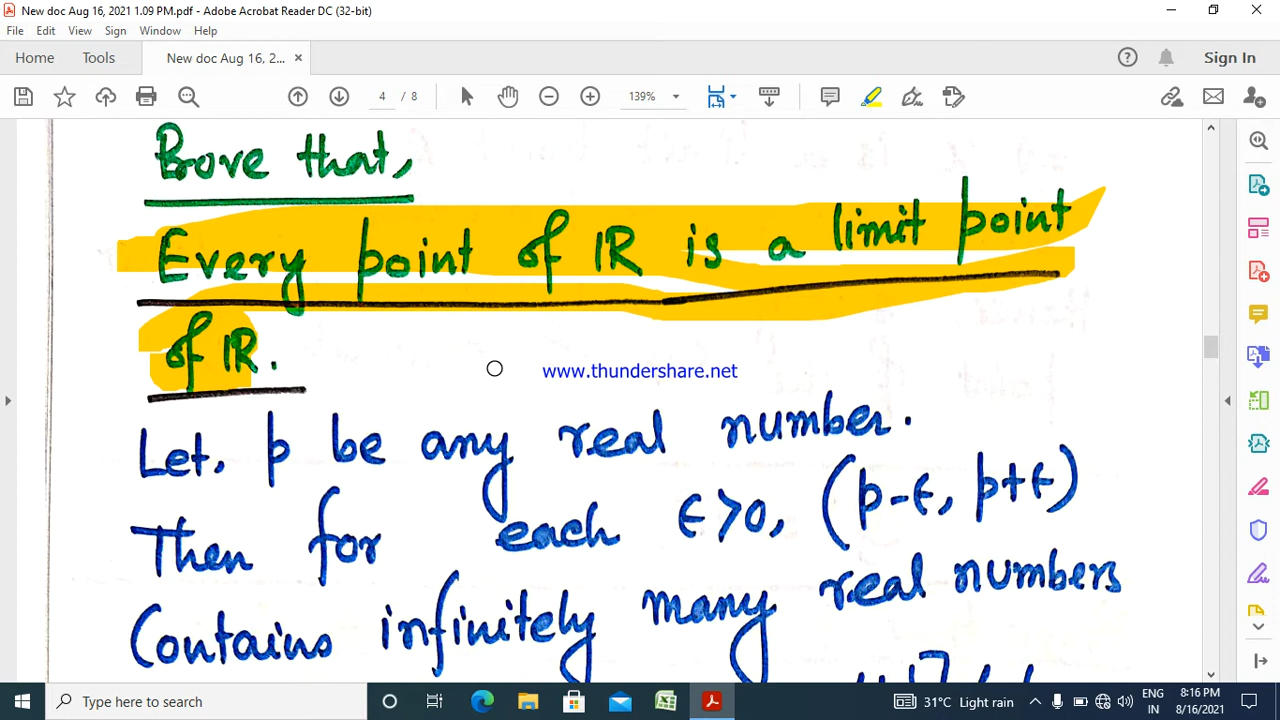 New doc Aug 16, 2021 1.09 PM.pdf - Adobe Acrobat Reader DC (32-bit)
File Edit View Sign Window Help
Home Tools New doc Aug 16, 2... × Sign In
4 / 8 139%
Prove that,
Every point of IR is a limit point
of IR.
www.thundershare.net
Let, p be any real number.
Then for each ϵ>0, (p-ϵ, p+ϵ)
Contains infinitely many real numbers
Type here to search
31°C Light rain
ENG
IN
8:16 PM
8/16/2021